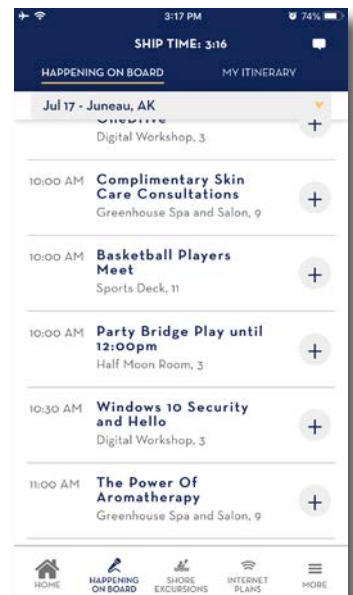 3:17 PM
74%
SHIP TIME: 3:16
HAPPENING ON BOARD
MY ITINERARY
Jul 17 - Juneau, AK
OneDrive
Digital Workshop, 3
10:00 AM
Complimentary Skin
Care Consultations
Greenhouse Spa and Salon, 9
10:00 AM
Basketball Players
Meet
Sports Deck, 11
10:00 AM
Party Bridge Play until
12:00pm
Half Moon Room, 3
10:30 AM
Windows 10 Security
and Hello
Digital Workshop, 3
11:00 AM
The Power Of
Aromatherapy
Greenhouse Spa and Salon, 9
HOME
HAPPENING
ON BOARD
SHORE
EXCURSIONS
INTERNET
PLANS
MORE